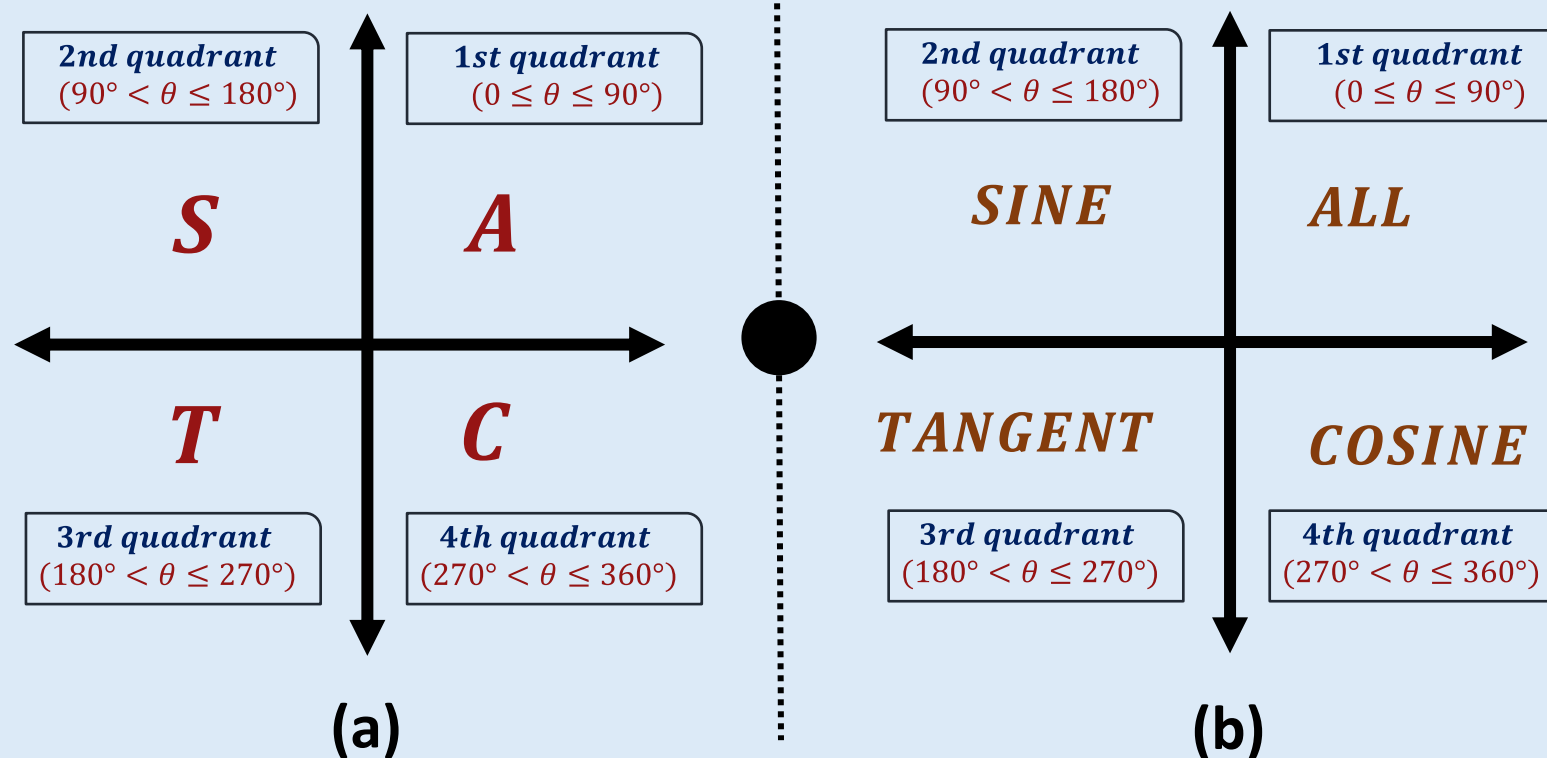 2nd quadrant
(90° < θ ≤ 180°)
1st quadrant
(0 ≤ θ ≤ 90°)
S
A
T
C
3rd quadrant
(180° < θ ≤ 270°)
4th quadrant
(270° < θ ≤ 360°)
(a)
2nd quadrant
(90° < θ ≤ 180°)
1st quadrant
(0 ≤ θ ≤ 90°)
SINE
ALL
TANGENT
COSINE
3rd quadrant
(180° < θ ≤ 270°)
4th quadrant
(270° < θ ≤ 360°)
(b)